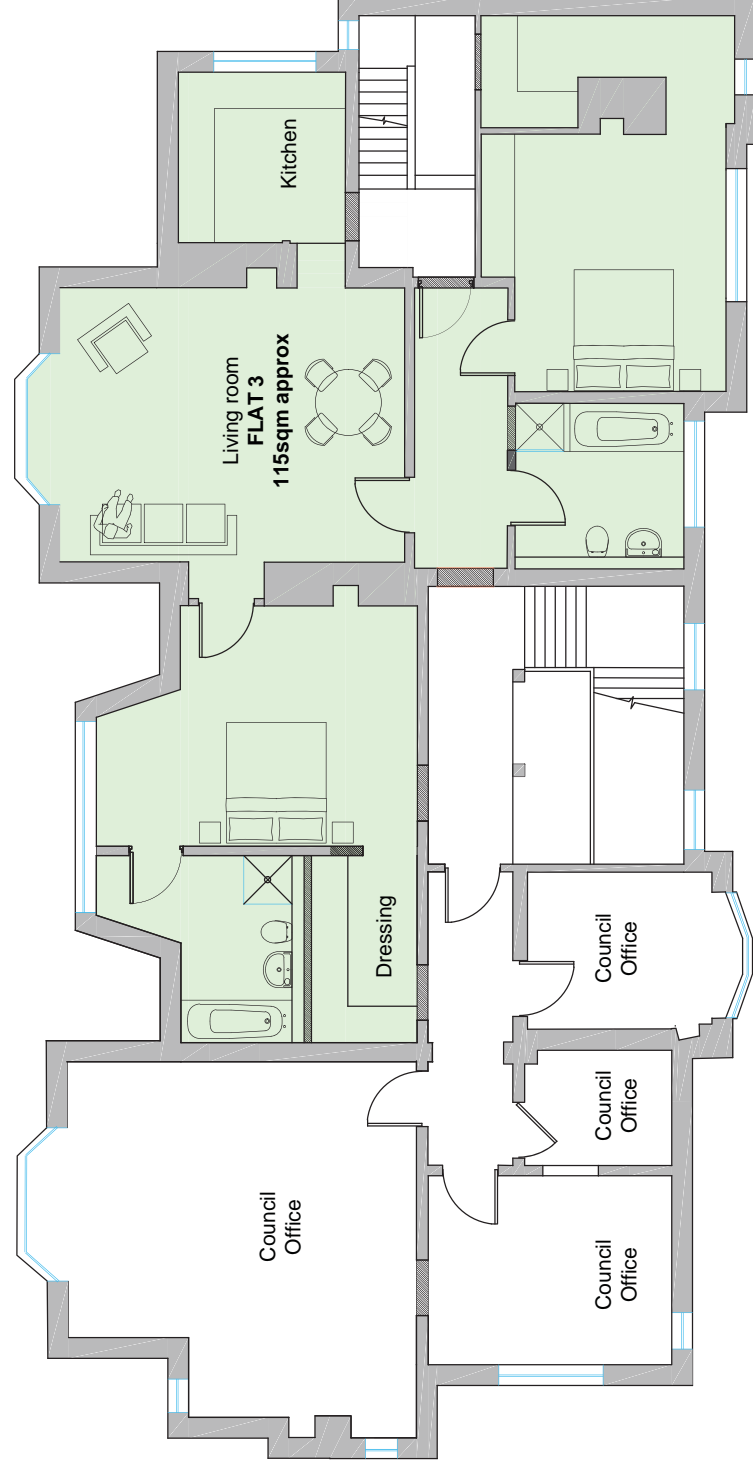 Kitchen
Living room
FLAT 3
115sqm approx
Dressing
Council
Office
Council
Office
Council
Office
Council
Office